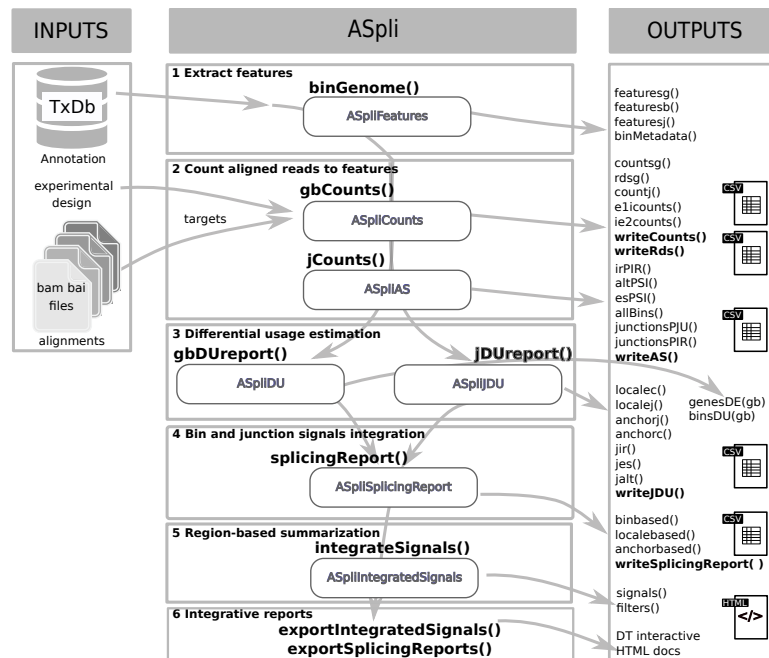 INPUTS
ASpli
OUTPUTS
TxDb
Annotation
experimental
design
bam bai
files
alignments
targets
1 Extract features
binGenome()
ASpliFeatures
2 Count aligned reads to features
gbCounts()
ASpliCounts
jCounts()
ASpliAS
3 Differential usage estimation
gbDUreport()
jDUreport()
ASpliDU
ASpliJDU
4 Bin and junction signals integration
splicingReport()
ASpliSplicingReport
5 Region-based summarization
integrateSignals()
ASpliIntegratedSignals
6 Integrative reports
exportIntegratedSignals()
exportSplicingReports()
featuresg()
featuresb()
featuresj()
binMetadata()
countsg()
rdsg()
countj()
e1icounts()
ie2counts()
writeCounts()
writeRds()
CSV
CSV
irPIR()
altPSI()
esPSI()
allBins()
junctionsPJU()
junctionsPIR()
writeAS()
CSV
localec()
localej()
anchorj()
anchorc()
jir()
jes()
jalt()
writeJDU()
genesDE(gb)
binsDU(gb)
CSV
binbased()
localebased()
anchorbased()
writeSplicingReport( )
CSV
signals()
filters()
HTML
</>
DT interactive
HTML docs